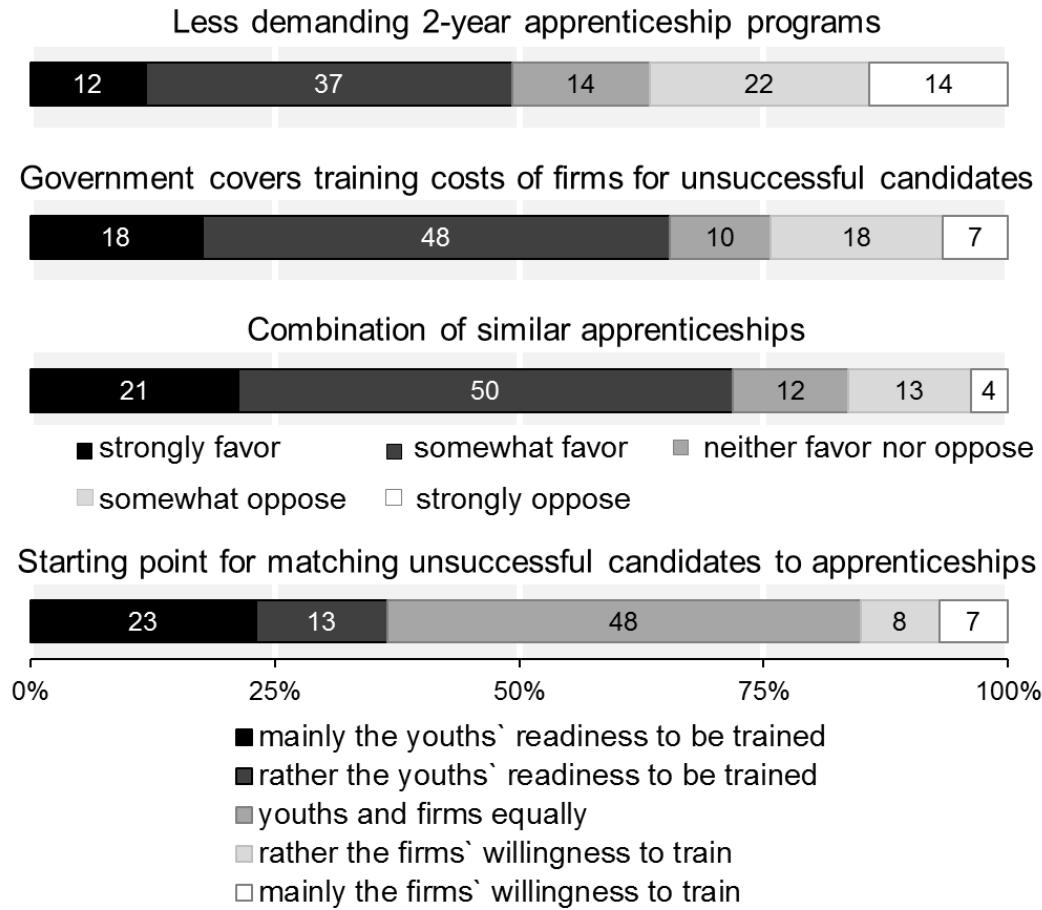 Less demanding 2-year apprenticeship programs
12 37 14 22 14
Government covers training costs of firms for unsuccessful candidates
18 48 10 18 7
Combination of similar apprenticeships
21 50 12 13 4
strongly favor somewhat favor neither favor nor oppose
somewhat oppose strongly oppose
Starting point for matching unsuccessful candidates to apprenticeships
23 13 48 8 7
0% 25% 50% 75% 100%
mainly the youths` readiness to be trained
rather the youths` readiness to be trained
youths and firms equally
rather the firms` willingness to train
mainly the firms` willingness to train